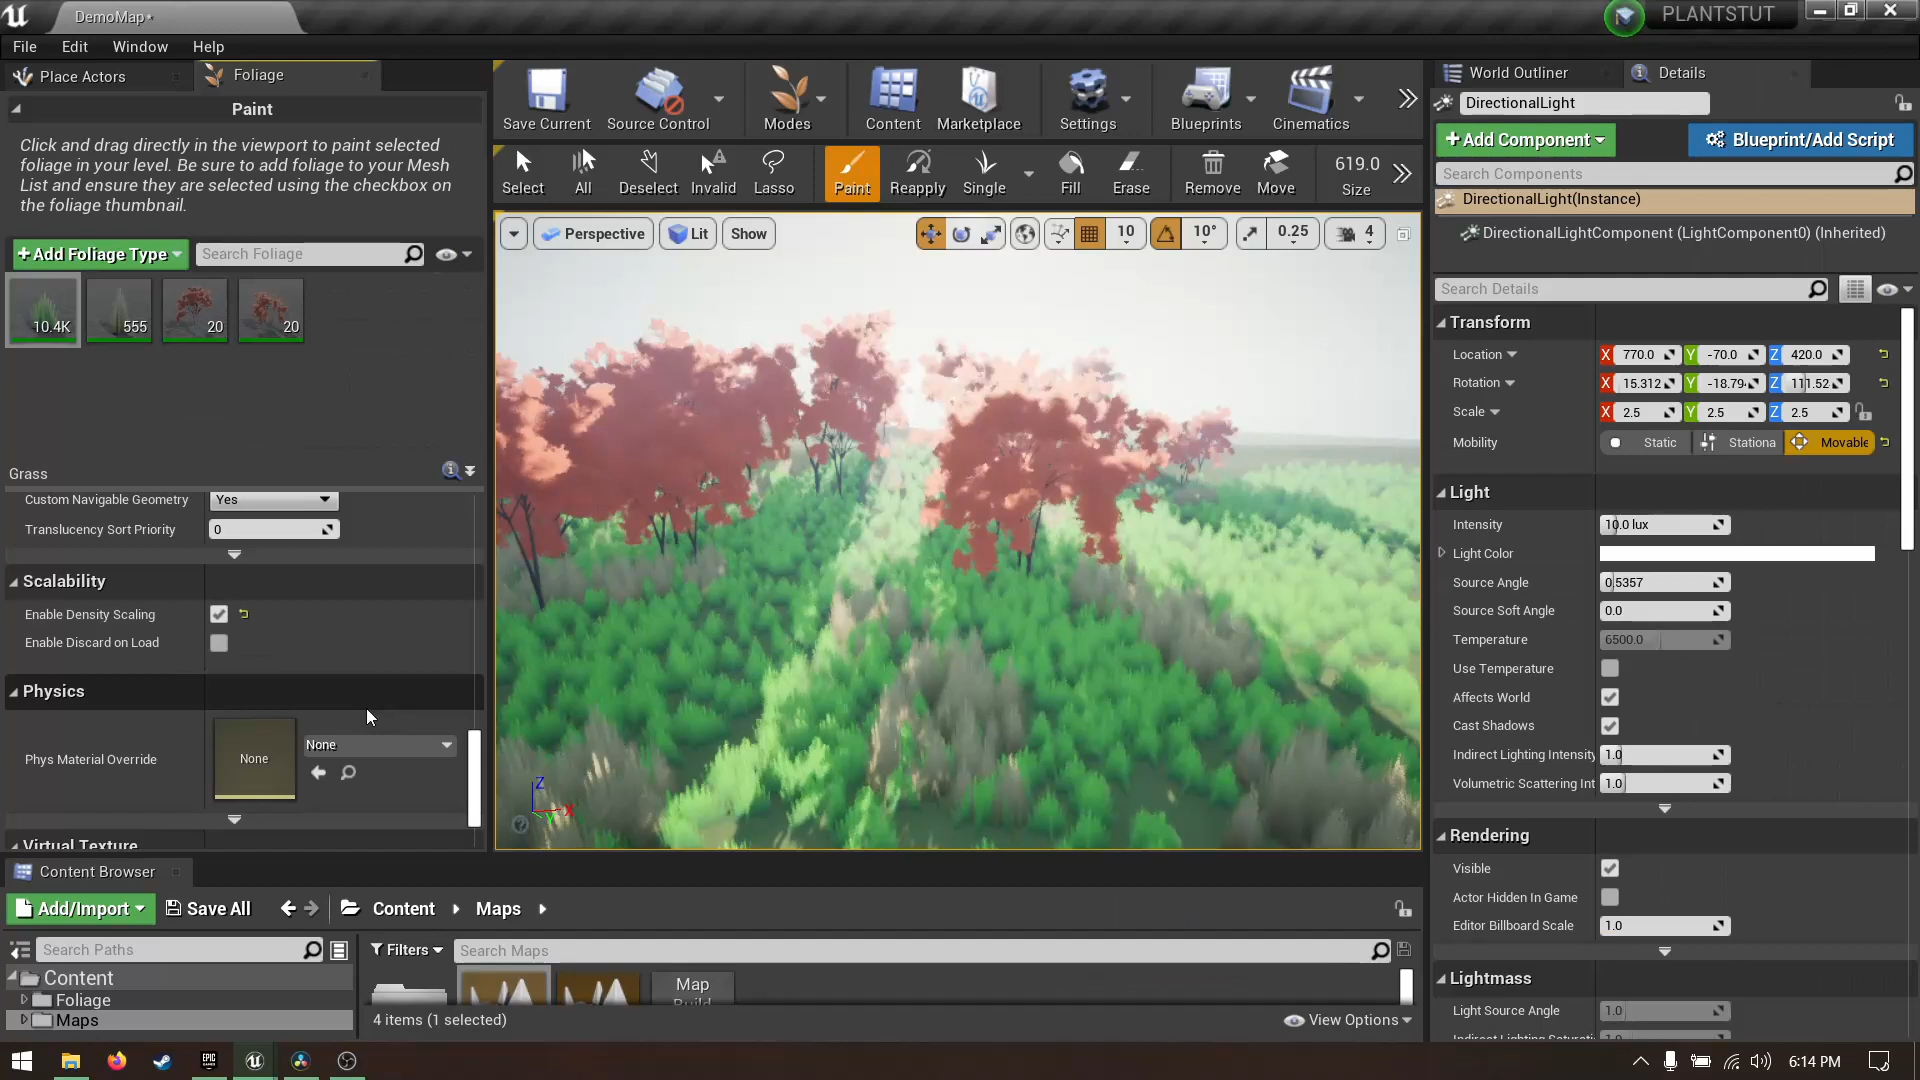 DemoMap*
PLANTSTUT
File Edit Window Help
Place Actors
Foliage
Paint
Click and drag directly in the viewport to paint selected
foliage in your level. Be sure to add foliage to your Mesh
List and ensure they are selected using the checkbox on
the foliage thumbnail.
+Add Foliage Type
Search Foliage
10.4K
555
20
20
Grass
Custom Navigable Geometry Yes
Translucency Sort Priority 0
Scalability
Enable Density Scaling
Enable Discard on Load
Physics
Phys Material Override None None
Virtual Texture
Save Current
Source Control
Modes
Content
Marketplace
Settings
Blueprints
Cinematics
Select
All
Deselect
Invalid
Lasso
Paint
Reapply
Single
Fill
Erase
Remove
Move
619.0
Size
Perspective
Lit
Show
10
10°
0.25
4
Z
X
Y
World Outliner
Details
DirectionalLight
+Add Component
Blueprint/Add Script
Search Components
DirectionalLight(Instance)
DirectionalLightComponent (LightComponent0) (Inherited)
Search Details
Transform
Location X 770.0 Y -70.0 Z 420.0
Rotation X 15.312 Y -18.794 Z 111.52
Scale X 2.5 Y 2.5 Z 2.5
Mobility Static Stationa Movable
Light
Intensity 10.0 lux
Light Color
Source Angle 0.5357
Source Soft Angle 0.0
Temperature 6500.0
Use Temperature
Affects World
Cast Shadows
Indirect Lighting Intensity 1.0
Volumetric Scattering Int 1.0
Rendering
Visible
Actor Hidden In Game
Editor Billboard Scale 1.0
Lightmass
Light Source Angle 1.0
Content Browser
Add/Import
Save All
Content
Maps
Search Paths
Filters
Search Maps
Content
Foliage
Maps
Map
Build
4 items (1 selected)
View Options
EPIC
GAMES
6:14 PM